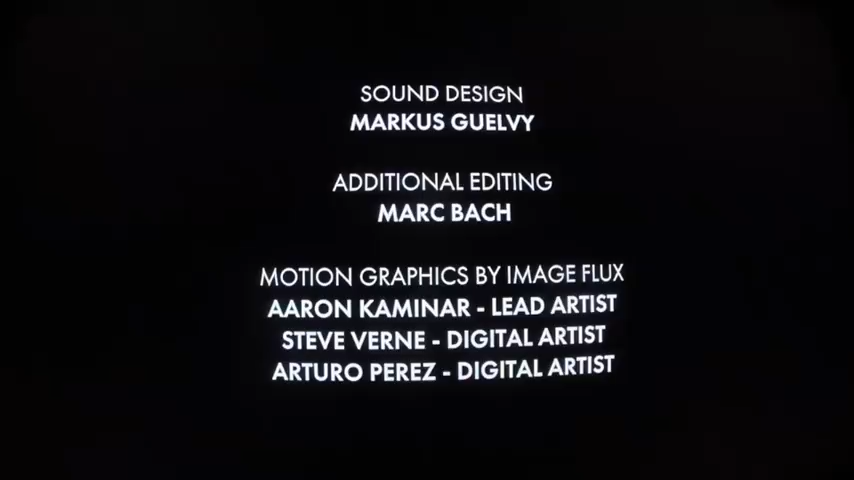 SOUND DESIGN
MARKUS GUELVY
ADDITIONAL EDITING
MARC BACH
MOTION GRAPHICS BY IMAGE FLUX
AARON KAMINAR - LEAD ARTIST
STEVE VERNE - DIGITAL ARTIST
ARTURO PEREZ - DIGITAL ARTIST